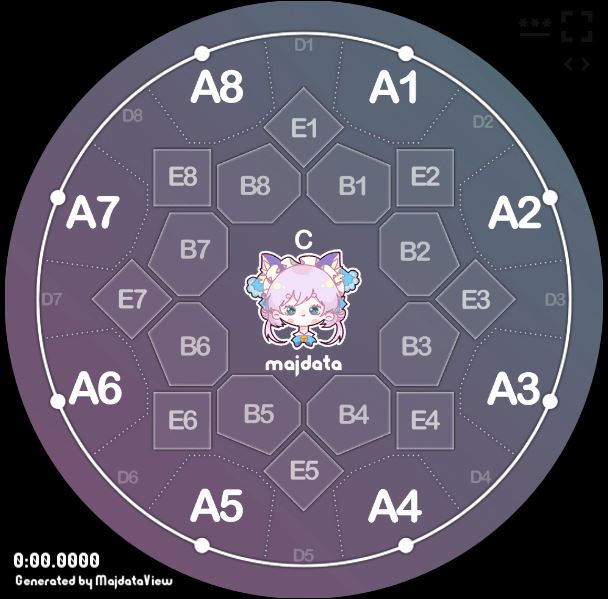 ***
D1
A8 A1
D8 D2
E1
E8 B8 B1 E2
A7 A2
B7 C B2
D7 E7 E3 D3
majdata
B6 B3
A6 A3
E6 B5 B4 E4
E5
D6 D4
A5 A4
D5
0:00.0000
Generated by MajdataView